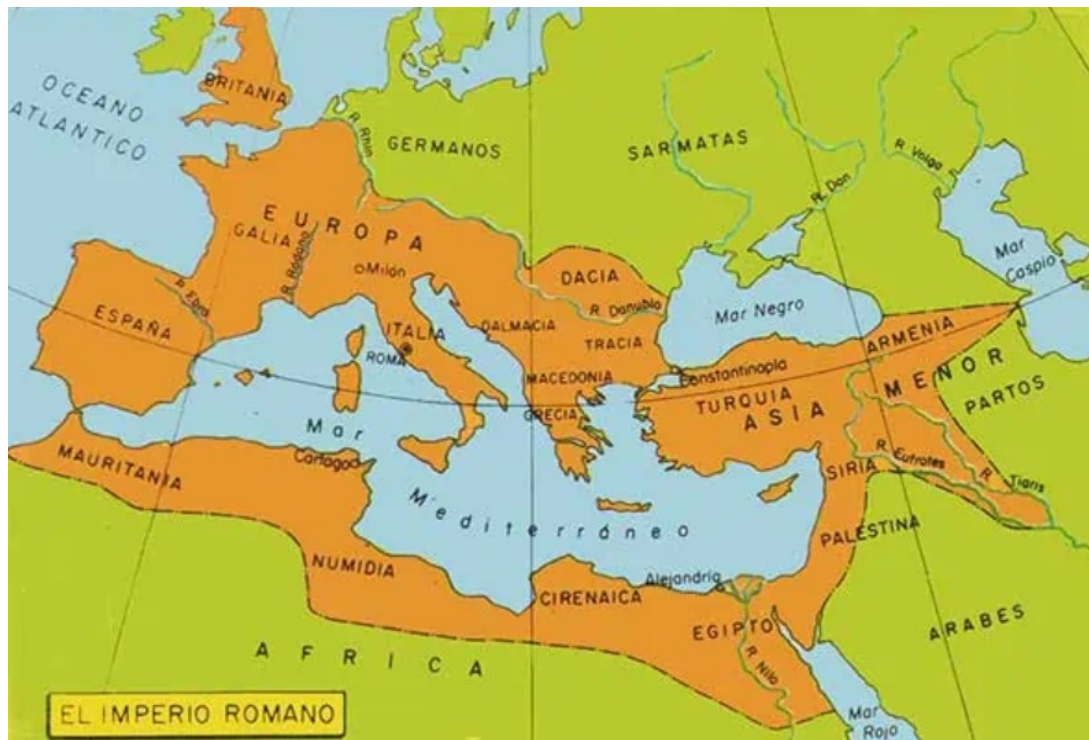 BRITANIA
OCEANO
ATLANTICO
R. Rhin
GERMANOS
SARMATAS
R. Volga
R. Dan
EUROPA
GALIA
R. Ródano
Milán
DACIA
Mar
Caspio
Mar Negro
R. Ebro
ESPAÑA
R. Danubio
ITALIA
ROMA
DALMACIA
TRACIA
ARMENIA
MACEDONIA
Constantinopla
MENOR
PARTOS
GRECIA
TURQUIA
ASIA
Mar
Mediterráneo
Cartago
MAURITANIA
SIRIA
R. Eufrates
R. Tigris
PALESTINA
NUMIDIA
Alejandría
CIRENAICA
EGIPTO
R. Nilo
ARABES
AFRICA
Mar
Rojo
EL IMPERIO ROMANO